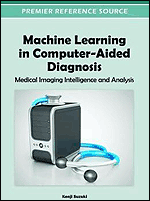 PREMIER REFERENCE SOURCE
Machine Learning
in Computer-Aided
Diagnosis
Medical Imaging Intelligence and Analysis
Kenji Suzuki